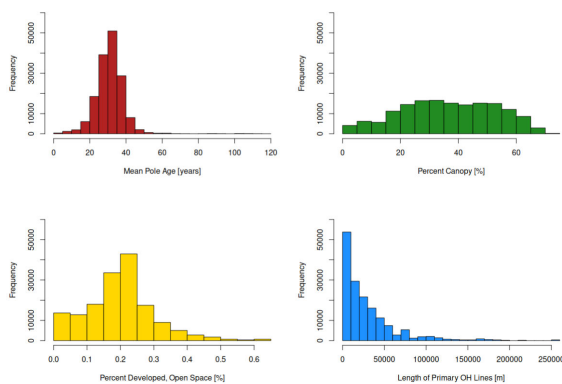 Frequency
0 10000 30000 50000
0 20 40 60 80 100 120
Mean Pole Age [years]
Frequency
0 10000 30000 50000
0 20 40 60
Percent Canopy [%]
Frequency
0 10000 30000 50000
0.0 0.1 0.2 0.3 0.4 0.5 0.6
Percent Developed, Open Space [%]
Frequency
0 10000 30000 50000
0 50000 100000 150000 200000 250000
Length of Primary OH Lines [m]